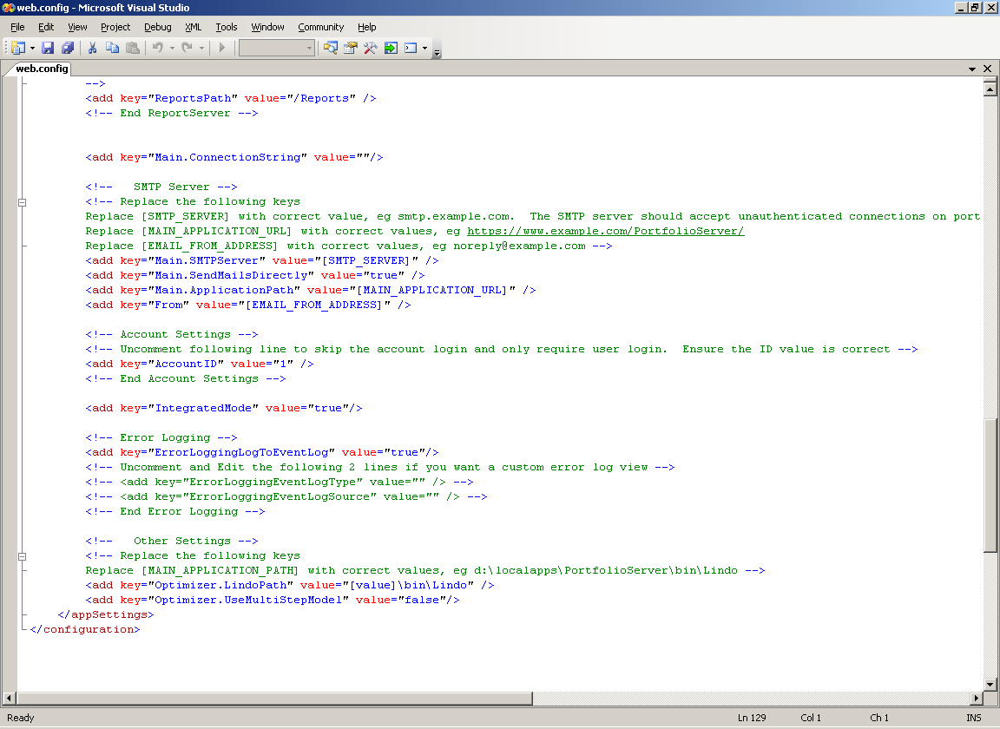 web.config - Microsoft Visual Studio
File Edit View Project Debug XML Tools Window Community Help
web.config
-->
<add key="ReportsPath" value="/Reports" />
<!-- End ReportServer -->
<add key="Main.ConnectionString" value=""/>
<!--   SMTP Server -->
<!-- Replace the following keys
Replace [SMTP_SERVER] with correct value, eg smtp.example.com.  The SMTP server should accept unauthenticated connections on port
Replace [MAIN_APPLICATION_URL] with correct values, eg https://www.example.com/PortfolioServer/
Replace [EMAIL_FROM_ADDRESS] with correct values, eg noreply@example.com -->
<add key="Main.SMTPServer" value="[SMTP_SERVER]" />
<add key="Main.SendMailsDirectly" value="true" />
<add key="Main.ApplicationPath" value="[MAIN_APPLICATION_URL]" />
<add key="From" value="[EMAIL_FROM_ADDRESS]" />
<!-- Account Settings -->
<!-- Uncomment following line to skip the account login and only require user login.  Ensure the ID value is correct -->
<add key="AccountID" value="1" />
<!-- End Account Settings -->
<add key="IntegratedMode" value="true"/>
<!-- Error Logging -->
<add key="ErrorLoggingLogToEventLog" value="true"/>
<!-- Uncomment and Edit the following 2 lines if you want a custom error log view -->
<!-- <add key="ErrorLoggingEventLogType" value="" /> -->
<!-- <add key="ErrorLoggingEventLogSource" value="" /> -->
<!-- End Error Logging -->
<!--   Other Settings -->
<!-- Replace the following keys
Replace [MAIN_APPLICATION_PATH] with correct values, eg d:\localapps\PortfolioServer\bin\Lindo -->
<add key="Optimizer.LindoPath" value="[value]\bin\Lindo" />
<add key="Optimizer.UseMultiStepModel" value="false"/>
</appSettings>
</configuration>
Ready Ln 129 Col 1 Ch 1 INS